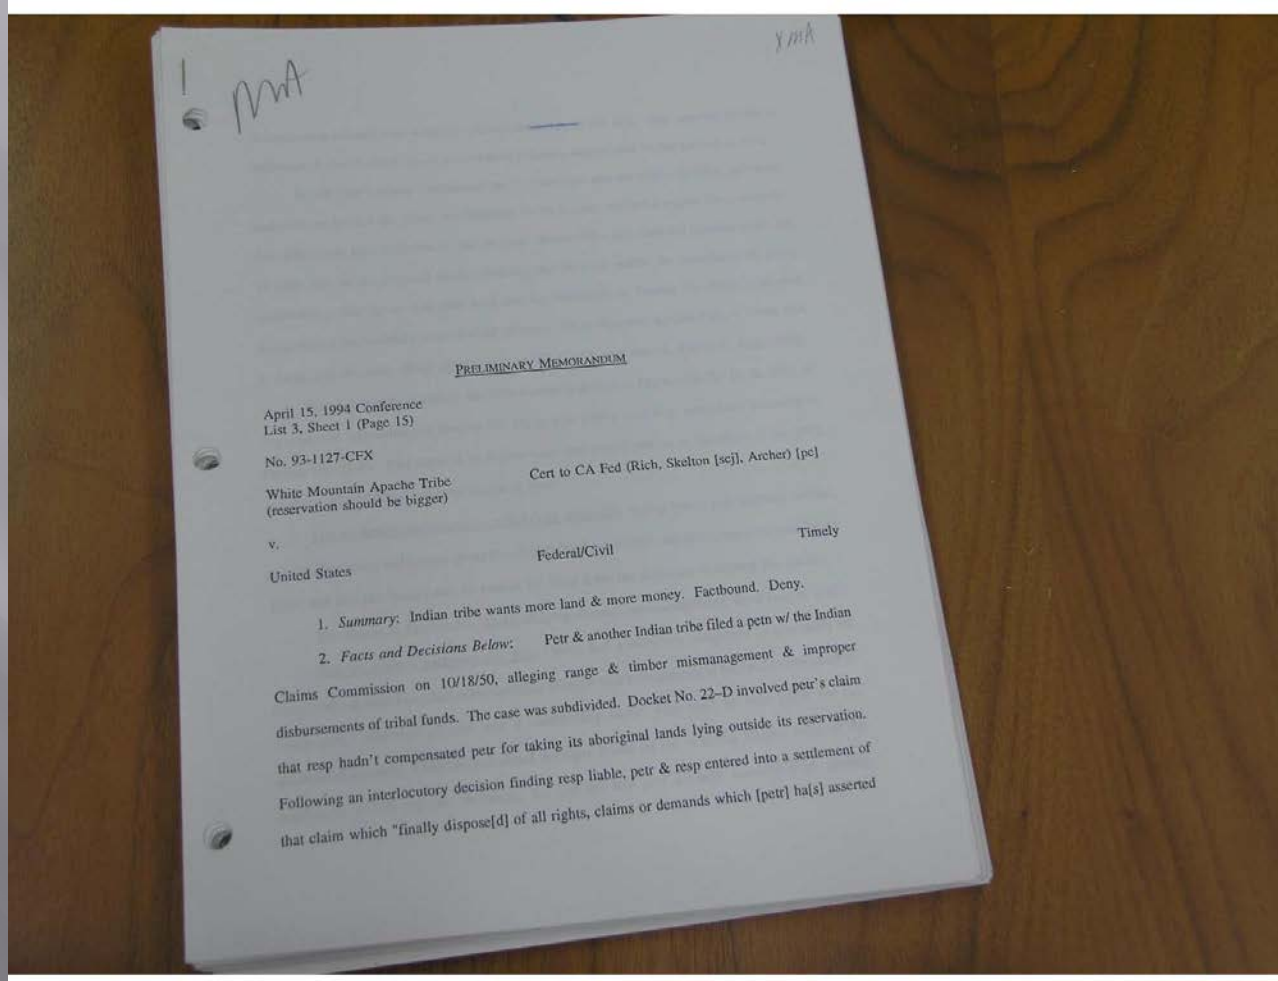 MMA
PRELIMINARY MEMORANDUM
April 15, 1994 Conference
List 3, Sheet 1 (Page 15)
No. 93-1127-CFX
Cert to CA Fed (Rich, Skelton [scj], Archer) [pc]
White Mountain Apache Tribe
(reservation should be bigger)
v.
Federal/Civil Timely
United States
1. Summary: Indian tribe wants more land & more money. Factbound. Deny.
2. Facts and Decisions Below: Petr & another Indian tribe filed a petn w/ the Indian
Claims Commission on 10/18/50, alleging range & timber mismanagement & improper
disbursements of tribal funds. The case was subdivided. Docket No. 22–D involved petr's claim
that resp hadn't compensated petr for taking its aboriginal lands lying outside its reservation.
Following an interlocutory decision finding resp liable, petr & resp entered into a settlement of
that claim which "finally dispose[d] of all rights, claims or demands which [petr] ha[s] asserted